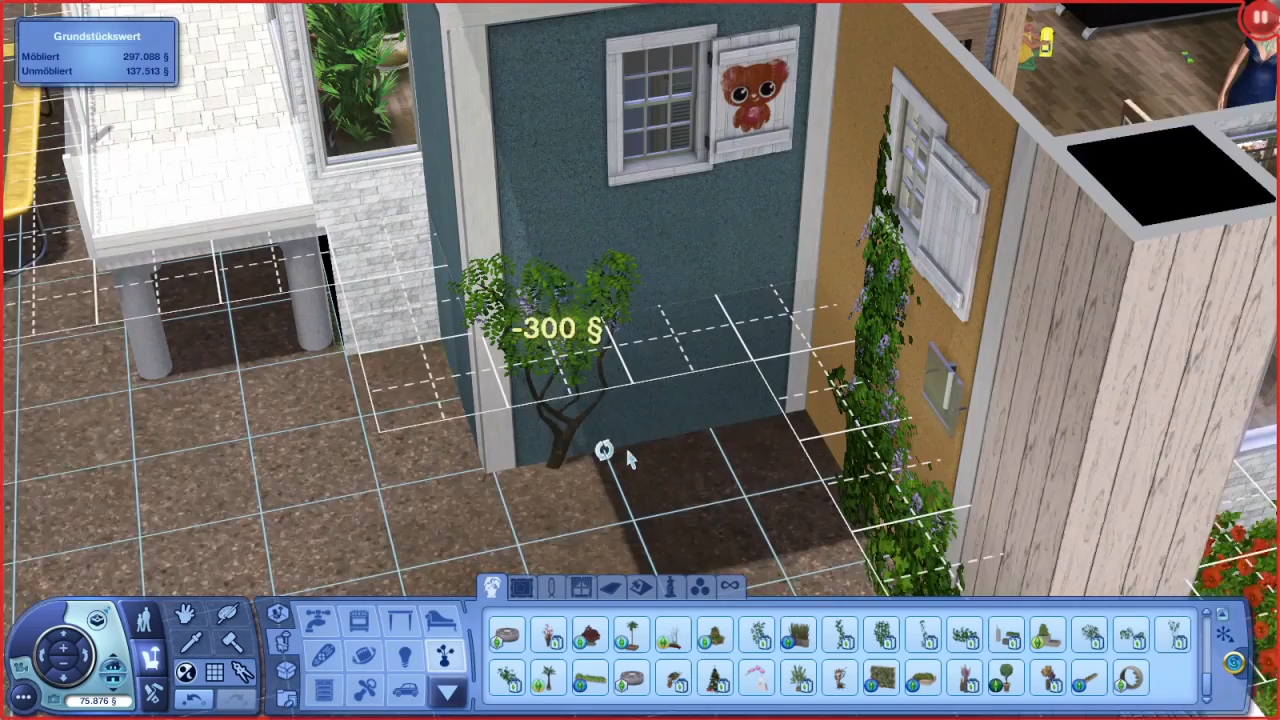 Grundstückswert
Möbliert 297.088 §
Unmöbliert 137.513 §
-300 §
75.876 §